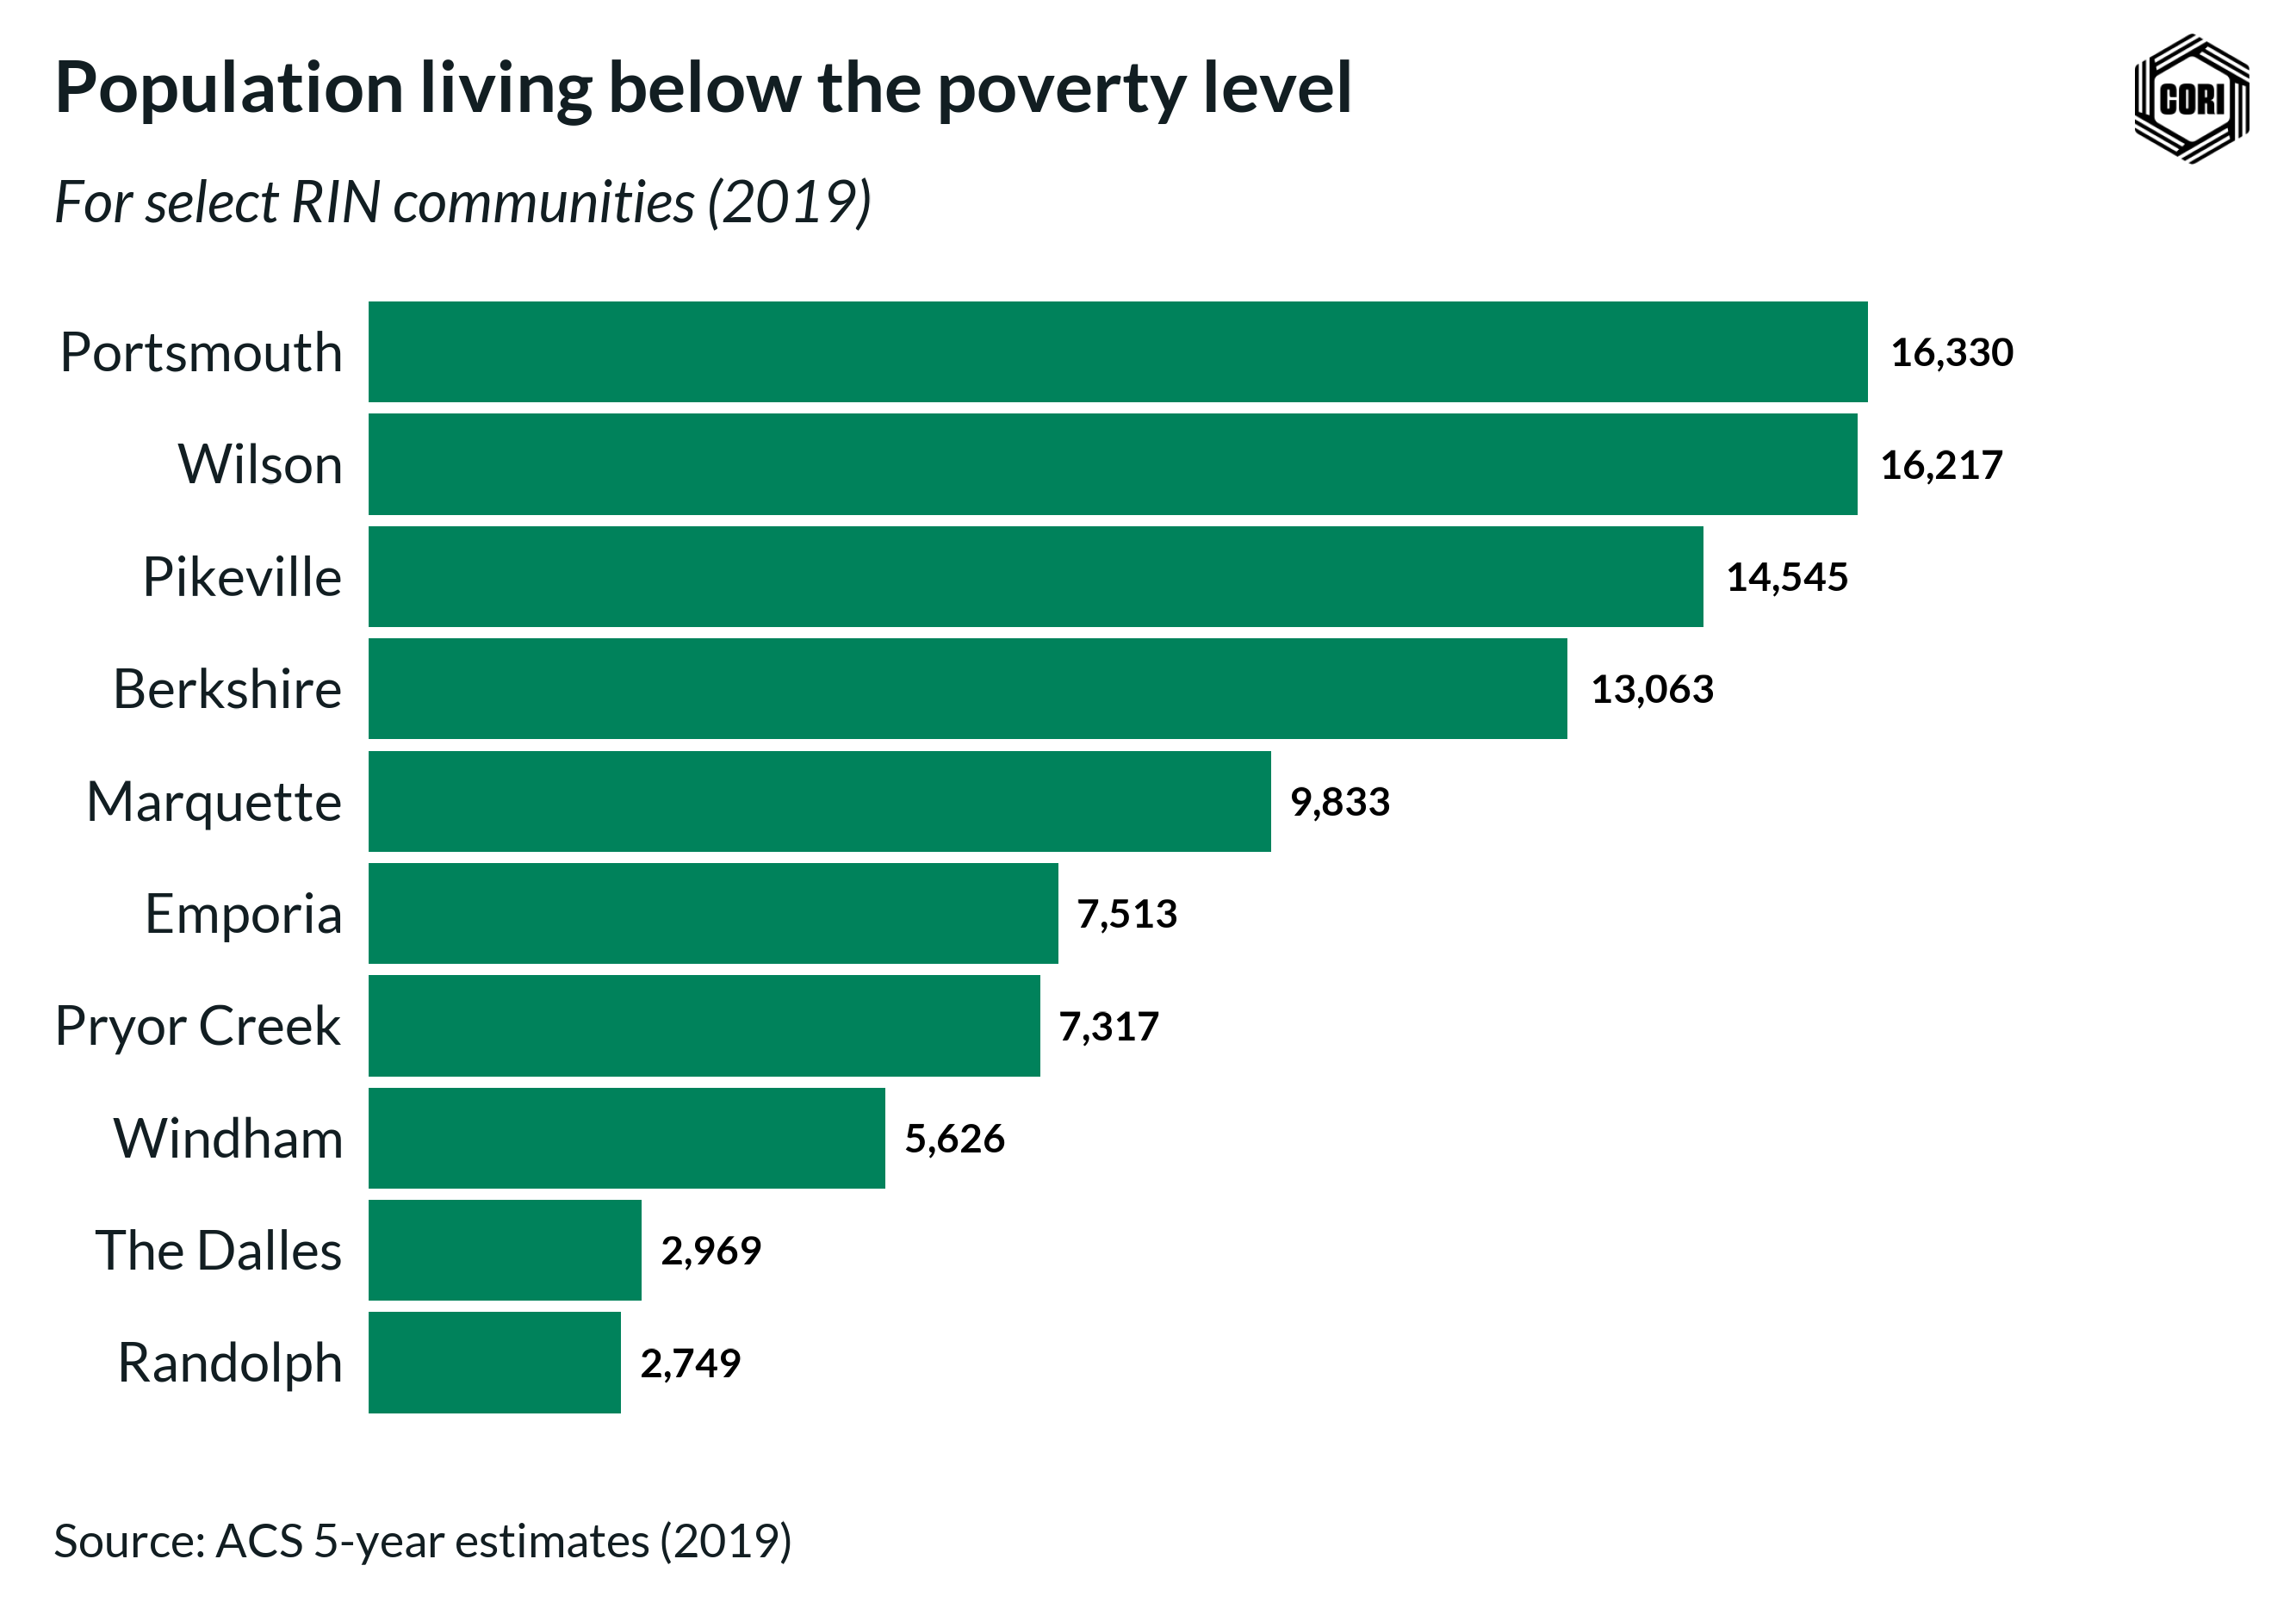 Population living below the poverty level
CORI
For select RIN communities (2019)
Portsmouth 16,330
Wilson 16,217
Pikeville 14,545
Berkshire 13,063
Marquette 9,833
Emporia 7,513
Pryor Creek 7,317
Windham 5,626
The Dalles 2,969
Randolph 2,749
Source: ACS 5-year estimates (2019)